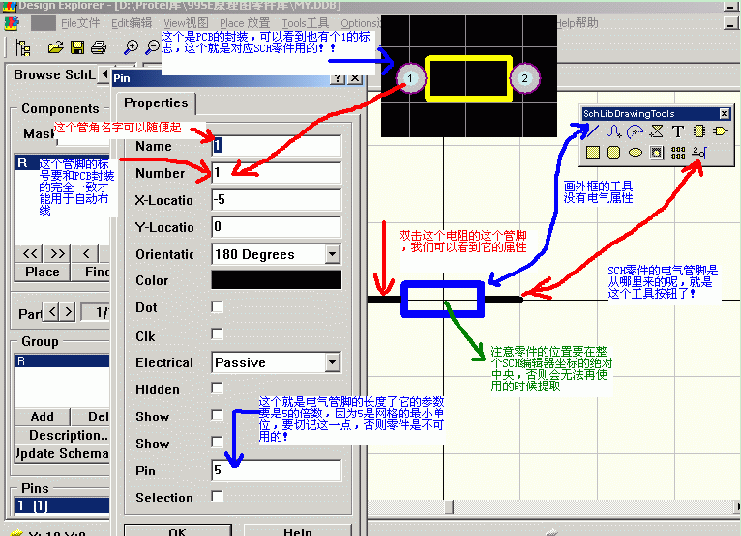 Design Explorer - [D:\Protel库\99SE原理图零件库\MY.DDB]
File文件 Edit编辑 View视图 Place 放置 Tools工具 Options选项 Help帮助
这个是PCB的封装，可以看到也有个1的标
志，这个就是对应SCH零件用的！！
1
2
Browse SchL
Pin
Properties
Components
Mas
这个管角名字可以随便起
Name
1
R
这个管脚的标
号要和PCB封装
的完全一致才
能用于自动布
线
Number
1
X-Locatio
-5
Y-Locatio
0
Orientatio
180 Degrees
Color
Dot
Clk
Electrical
Passive
Hidden
Show
Show
Pin
5
Selection
OK
Help
<<
>>
<
Place
Finc
Part
<
>
1/
Group
R
Add
Del
Description..
Update Schema
Pins
1 (1)
X:10 Y:0
SchLibDrawingTools
画外框的工具
没有电气属性
双击这个电阻的这个管脚
，我们可以看到它的属性
SCH零件的电气管脚是
从哪里来的呢，就是
这个工具按钮了！
注意零件的位置要在整
个SCH编辑器坐标的绝对
中央，否则会无法再使
用的时候提取
这个就是电气管脚的长度了它的参数
要是5的倍数，因为5是网格的最小单
位，要切记这一点，否则零件是不可
用的！